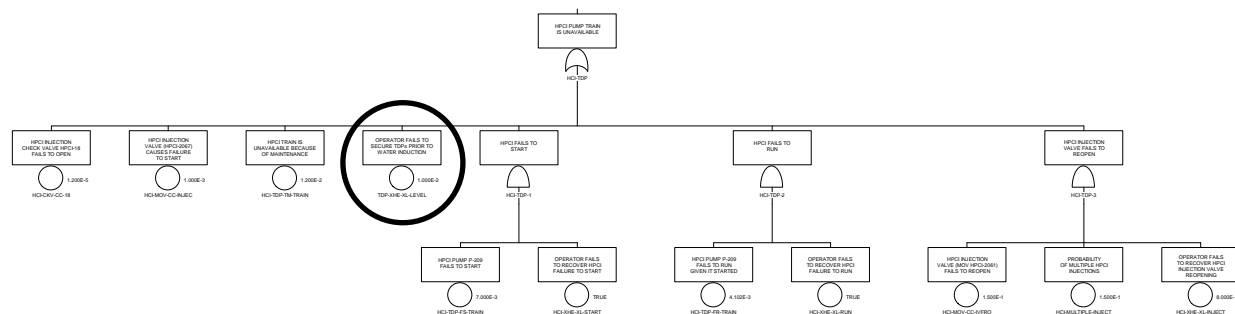 HPCI PUMP TRAIN
IS UNAVAILABLE
HCI-TDP
HPCI INJECTION
CHECK VALVE HPCI-18
FAILS TO OPEN
1.200E-5
HCI-CKV-CC-18
HPCI INJECTION
VALVE (HPCI-2067)
CAUSES FAILURE
TO START
1.000E-3
HCI-MOV-CC-INJEC
HPCI TRAIN IS
UNAVAILABLE BECAUSE
OF MAINTENANCE
1.200E-2
HCI-TDP-TM-TRAIN
OPERATOR FAILS TO
SECURE TDPs PRIOR TO
WATER INDUCTION
1.000E-2
TDP-XHE-XL-LEVEL
HPCI FAILS TO
START
HCI-TDP-1
HPCI FAILS TO
RUN
HCI-TDP-2
HPCI INJECTION
VALVE FAILS TO
REOPEN
HCI-TDP-3
HPCI PUMP P-209
FAILS TO START
7.000E-3
HCI-TDP-FS-TRAIN
OPERATOR FAILS
TO RECOVER HPCI
FAILURE TO START
TRUE
HCI-XHE-XL-START
HPCI PUMP P-209
FAILS TO RUN
GIVEN IT STARTED
4.102E-3
HCI-TDP-FR-TRAIN
OPERATOR FAILS
TO RECOVER HPCI
FAILURE TO RUN
TRUE
HCI-XHE-XL-RUN
HPCI INJECTION
VALVE (MOV HPCI-2061)
FAILS TO REOPEN
1.500E-1
HCI-MOV-CC-IVFRO
PROBABILITY
OF MULTIPLE HPCI
INJECTIONS
1.500E-1
HCI-MULTIPLE-INJECT
OPERATOR FAILS
TO RECOVER HPCI
INJECTION VALVE
REOPENING
8.000E-
HCI-XHE-XL-INJECT